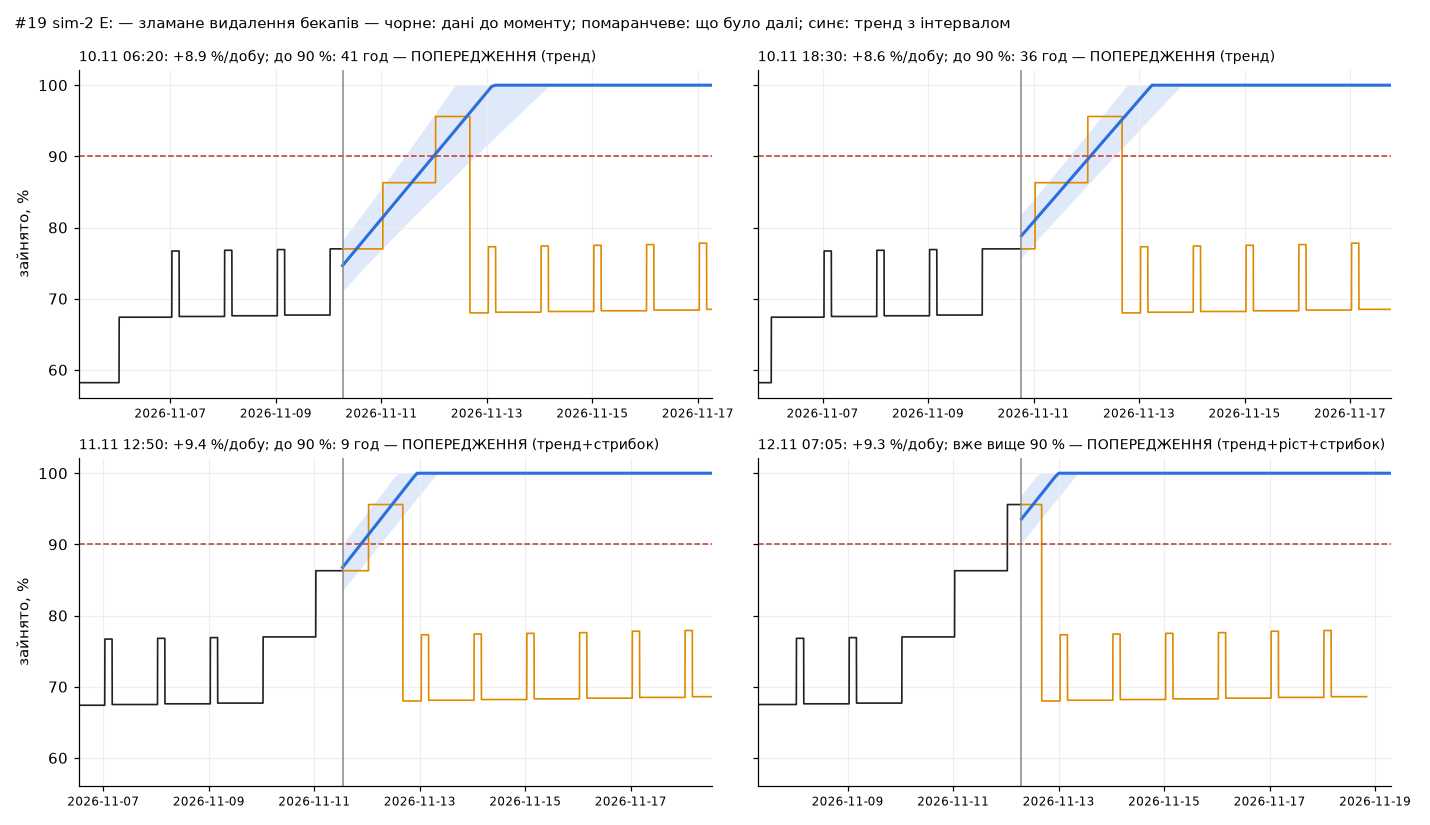 #19 sim-2 E: — зламане видалення бекапів — чорне: дані до моменту; помаранчеве: що було далі; синє: тренд з інтервалом
10.11 06:20: +8.9 %/добу; до 90 %: 41 год — ПОПЕРЕДЖЕННЯ (тренд)
100
90
80
70
60
зайнято, %
2026-11-07 2026-11-09 2026-11-11 2026-11-13 2026-11-15 2026-11-17
10.11 18:30: +8.6 %/добу; до 90 %: 36 год — ПОПЕРЕДЖЕННЯ (тренд)
2026-11-07 2026-11-09 2026-11-11 2026-11-13 2026-11-15 2026-11-17
11.11 12:50: +9.4 %/добу; до 90 %: 9 год — ПОПЕРЕДЖЕННЯ (тренд+стрибок)
100
90
80
70
60
зайнято, %
2026-11-07 2026-11-09 2026-11-11 2026-11-13 2026-11-15 2026-11-17
12.11 07:05: +9.3 %/добу; вже вище 90 % — ПОПЕРЕДЖЕННЯ (тренд+ріст+стрибок)
2026-11-09 2026-11-11 2026-11-13 2026-11-15 2026-11-17 2026-11-19